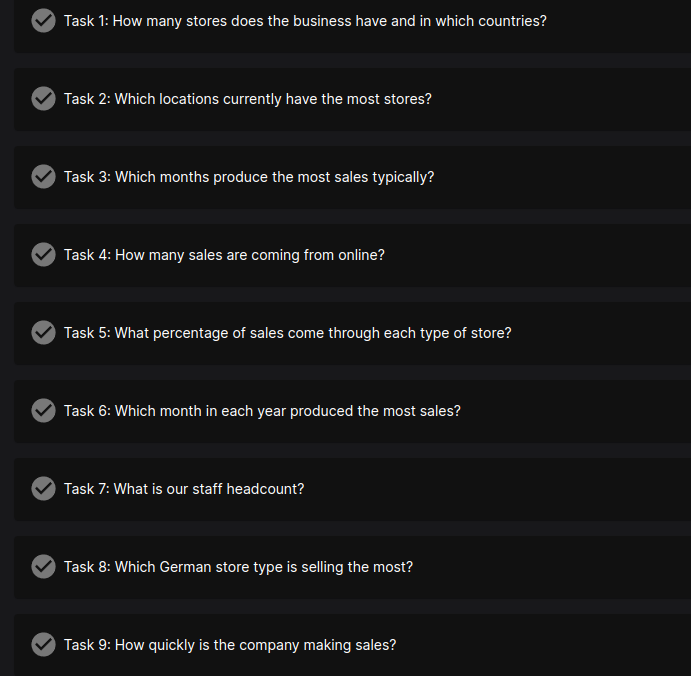 Task 1: How many stores does the business have and in which countries?
Task 2: Which locations currently have the most stores?
Task 3: Which months produce the most sales typically?
Task 4: How many sales are coming from online?
Task 5: What percentage of sales come through each type of store?
Task 6: Which month in each year produced the most sales?
Task 7: What is our staff headcount?
Task 8: Which German store type is selling the most?
Task 9: How quickly is the company making sales?